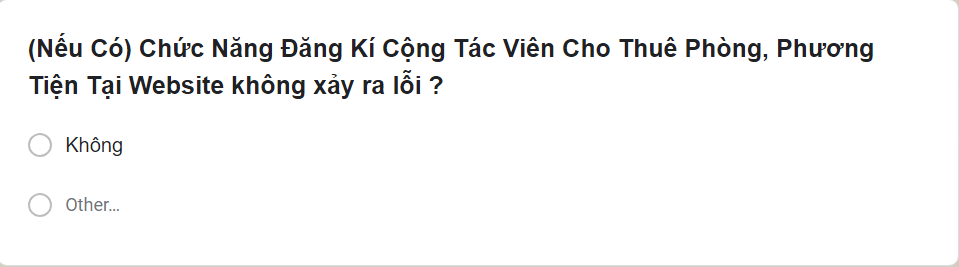 (Nếu Có) Chức Năng Đăng Kí Cộng Tác Viên Cho Thuê Phòng, Phương
Tiện Tại Website không xảy ra lỗi ?
Không
Other...